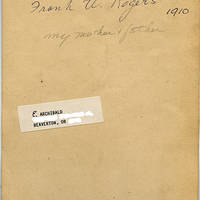 Frank W. Rogers
1910
my mother & father
E. ARCHIBALD
BEAVERTON, OR